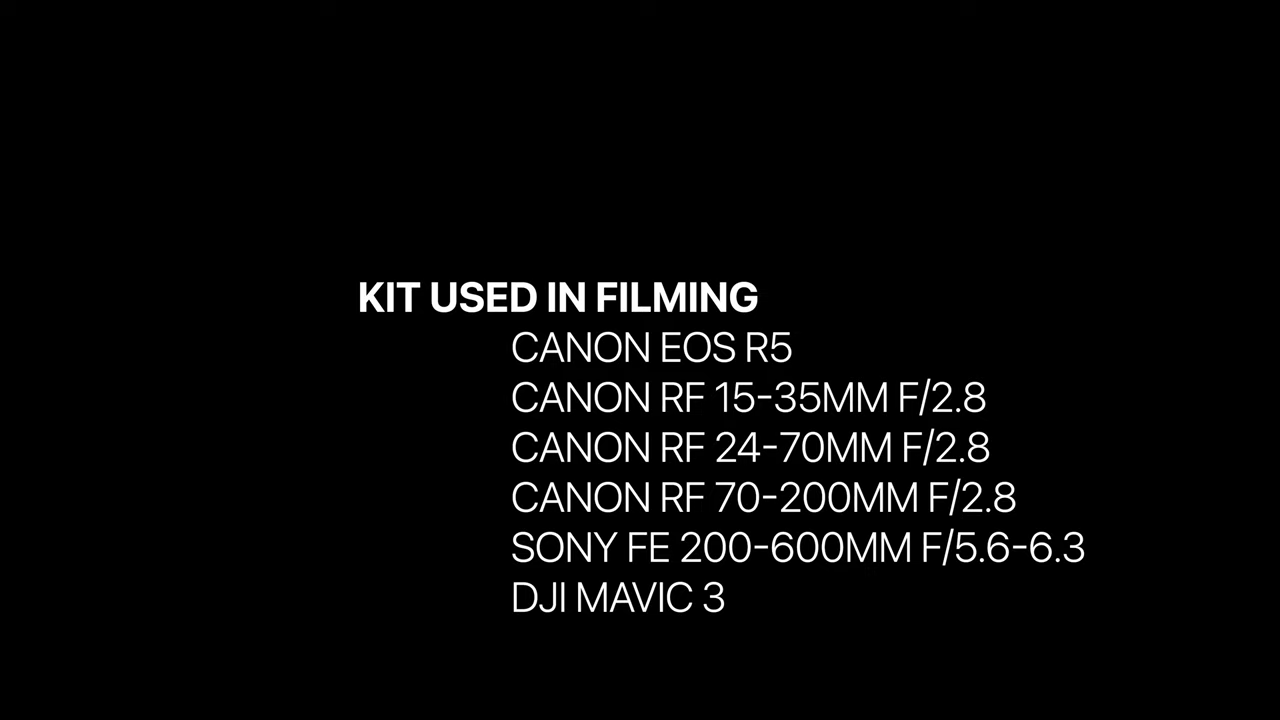 KIT USED IN FILMING
CANON EOS R5
CANON RF 15-35MM F/2.8
CANON RF 24-70MM F/2.8
CANON RF 70-200MM F/2.8
SONY FE 200-600MM F/5.6-6.3
DJI MAVIC 3